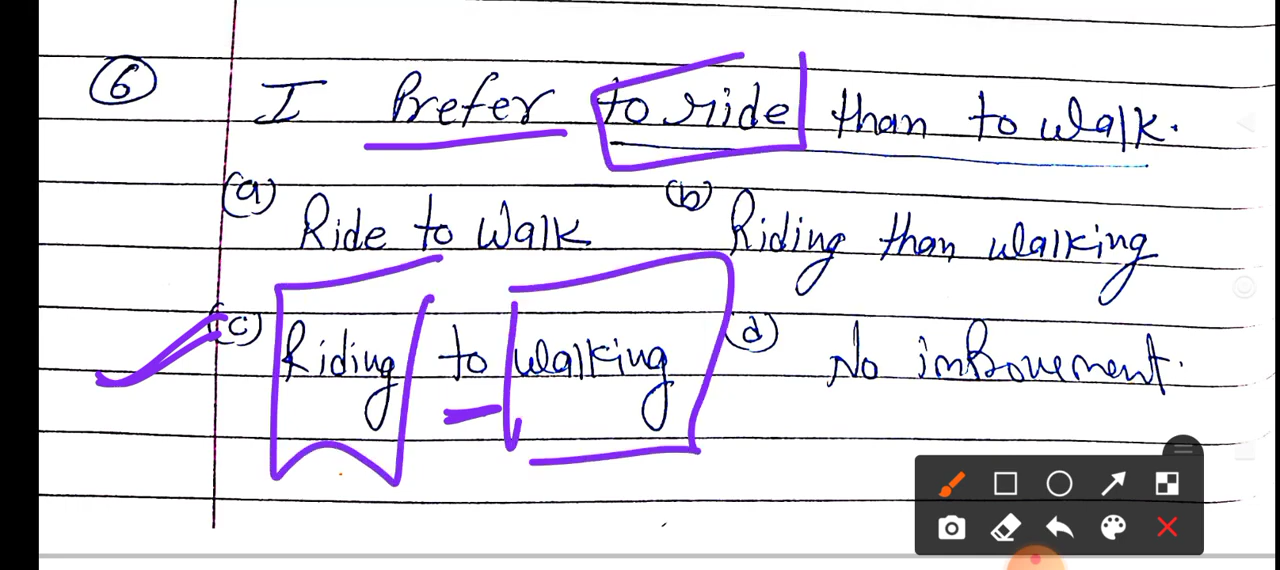 6 I Prefer to ride than to walk.
(a) Ride to Walk (b) Riding than walking
(c) Riding to walking (d) No improvement.